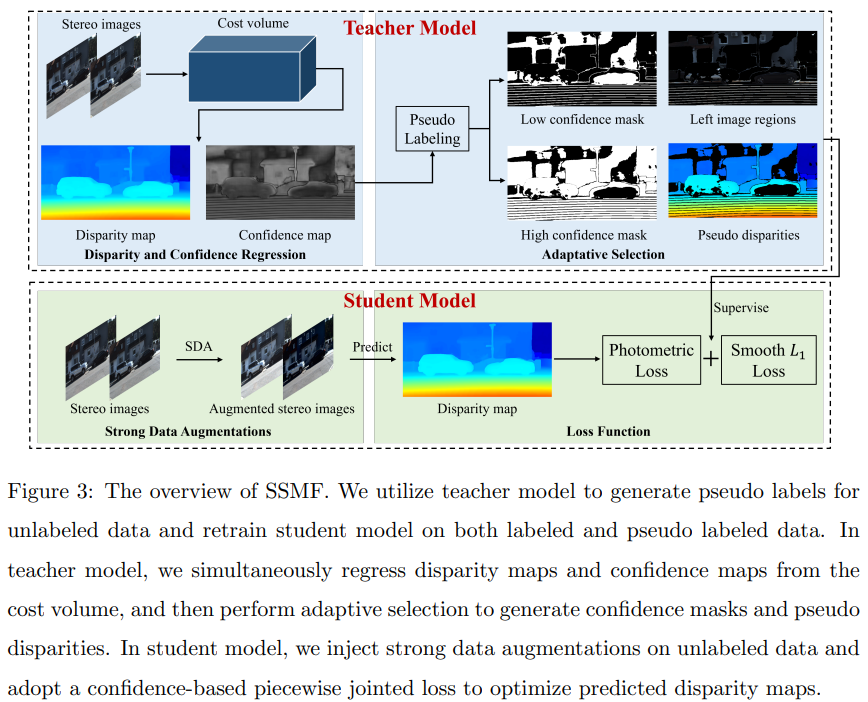 Teacher Model
Stereo images
Cost volume
Disparity map
Confidence map
Disparity and Confidence Regression
Pseudo
Labeling
Low confidence mask
Left image regions
High confidence mask
Pseudo disparities
Adaptative Selection
Student Model
Supervise
Stereo images
SDA
Augmented stereo images
Strong Data Augmentations
Predict
Disparity map
Photometric
Loss
+
Smooth L₁
Loss
Loss Function
Figure 3: The overview of SSMF. We utilize teacher model to generate pseudo labels for
unlabeled data and retrain student model on both labeled and pseudo labeled data. In
teacher model, we simultaneously regress disparity maps and confidence maps from the
cost volume, and then perform adaptive selection to generate confidence masks and pseudo
disparities. In student model, we inject strong data augmentations on unlabeled data and
adopt a confidence-based piecewise jointed loss to optimize predicted disparity maps.